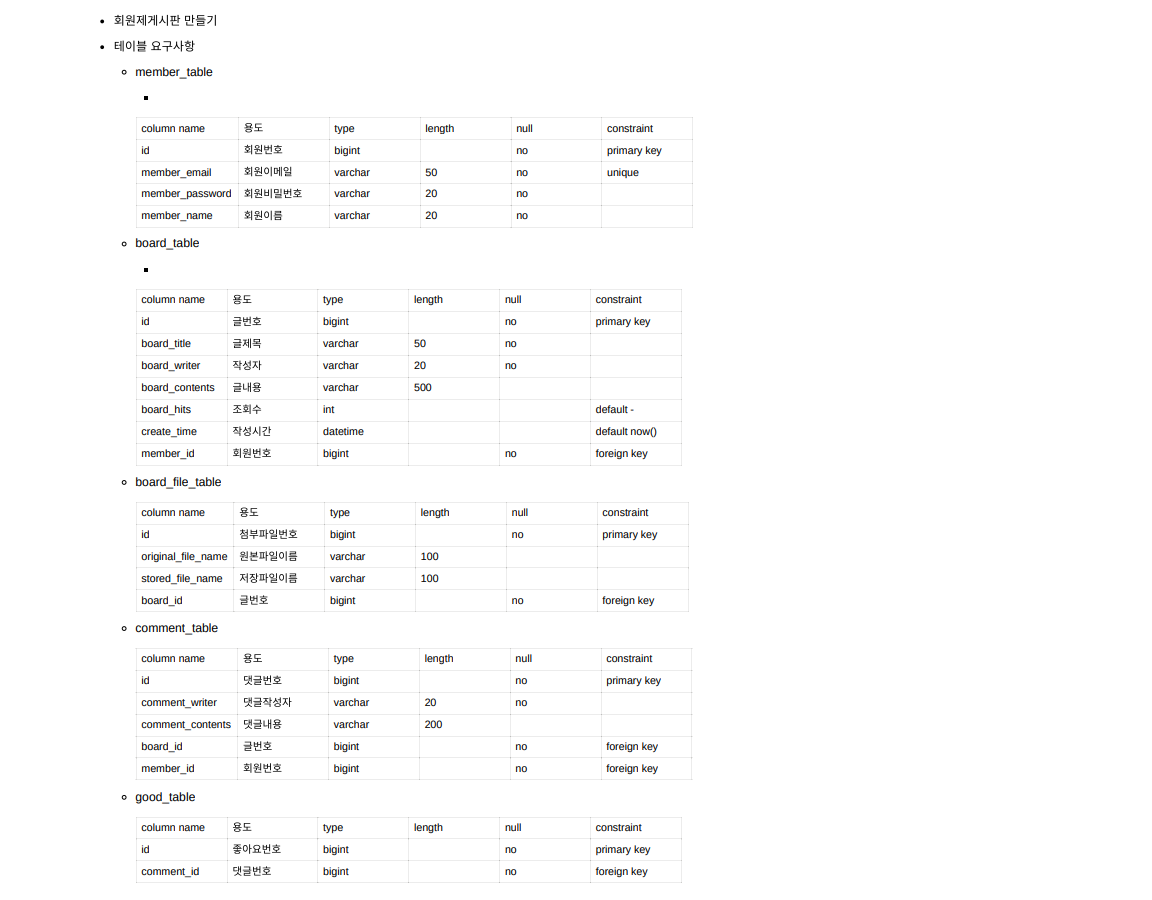 회원제게시판 만들기
테이블 요구사항
member_table
column name 용도 type length null constraint
id 회원번호 bigint no primary key
member_email 회원이메일 varchar 50 no unique
member_password 회원비밀번호 varchar 20 no
member_name 회원이름 varchar 20 no
board_table
column name 용도 type length null constraint
id 글번호 bigint no primary key
board_title 글제목 varchar 50 no
board_writer 작성자 varchar 20 no
board_contents 글내용 varchar 500
board_hits 조회수 int default -
create_time 작성시간 datetime default now()
member_id 회원번호 bigint no foreign key
board_file_table
column name 용도 type length null constraint
id 첨부파일번호 bigint no primary key
original_file_name 원본파일이름 varchar 100
stored_file_name 저장파일이름 varchar 100
board_id 글번호 bigint no foreign key
comment_table
column name 용도 type length null constraint
id 댓글번호 bigint no primary key
comment_writer 댓글작성자 varchar 20 no
comment_contents 댓글내용 varchar 200
board_id 글번호 bigint no foreign key
member_id 회원번호 bigint no foreign key
good_table
column name 용도 type length null constraint
id 좋아요번호 bigint no primary key
comment_id 댓글번호 bigint no foreign key